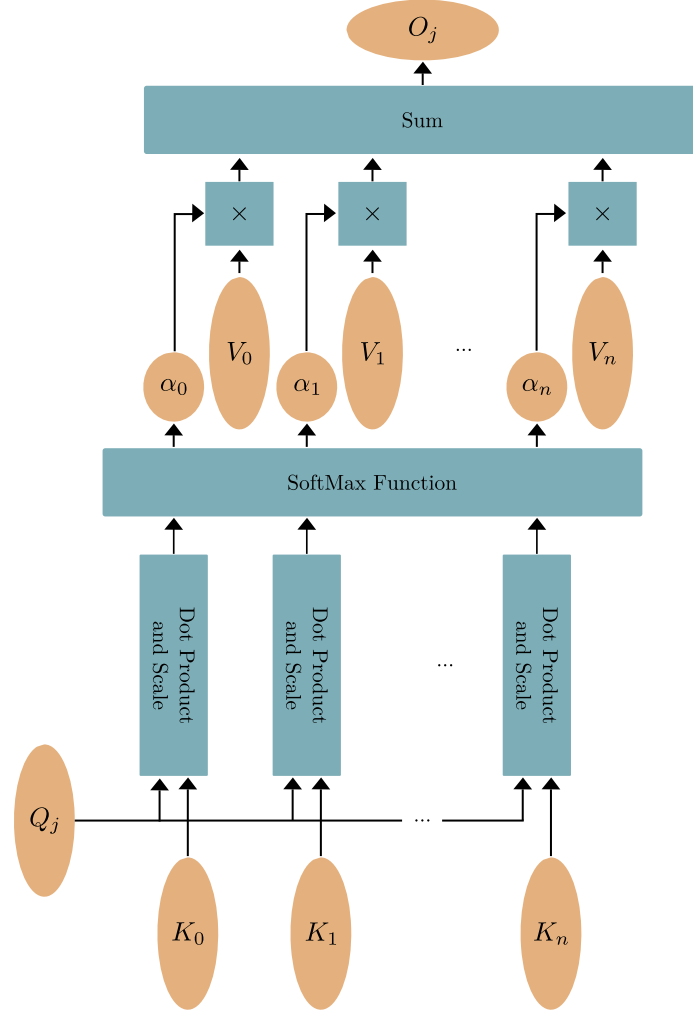 O_j
Sum
× × ×
V_0 V_1 ... V_n
α_0 α_1 α_n
SoftMax Function
Dot Product
and Scale
Dot Product
and Scale
...
Dot Product
and Scale
Q_j ...
K_0 K_1 K_n